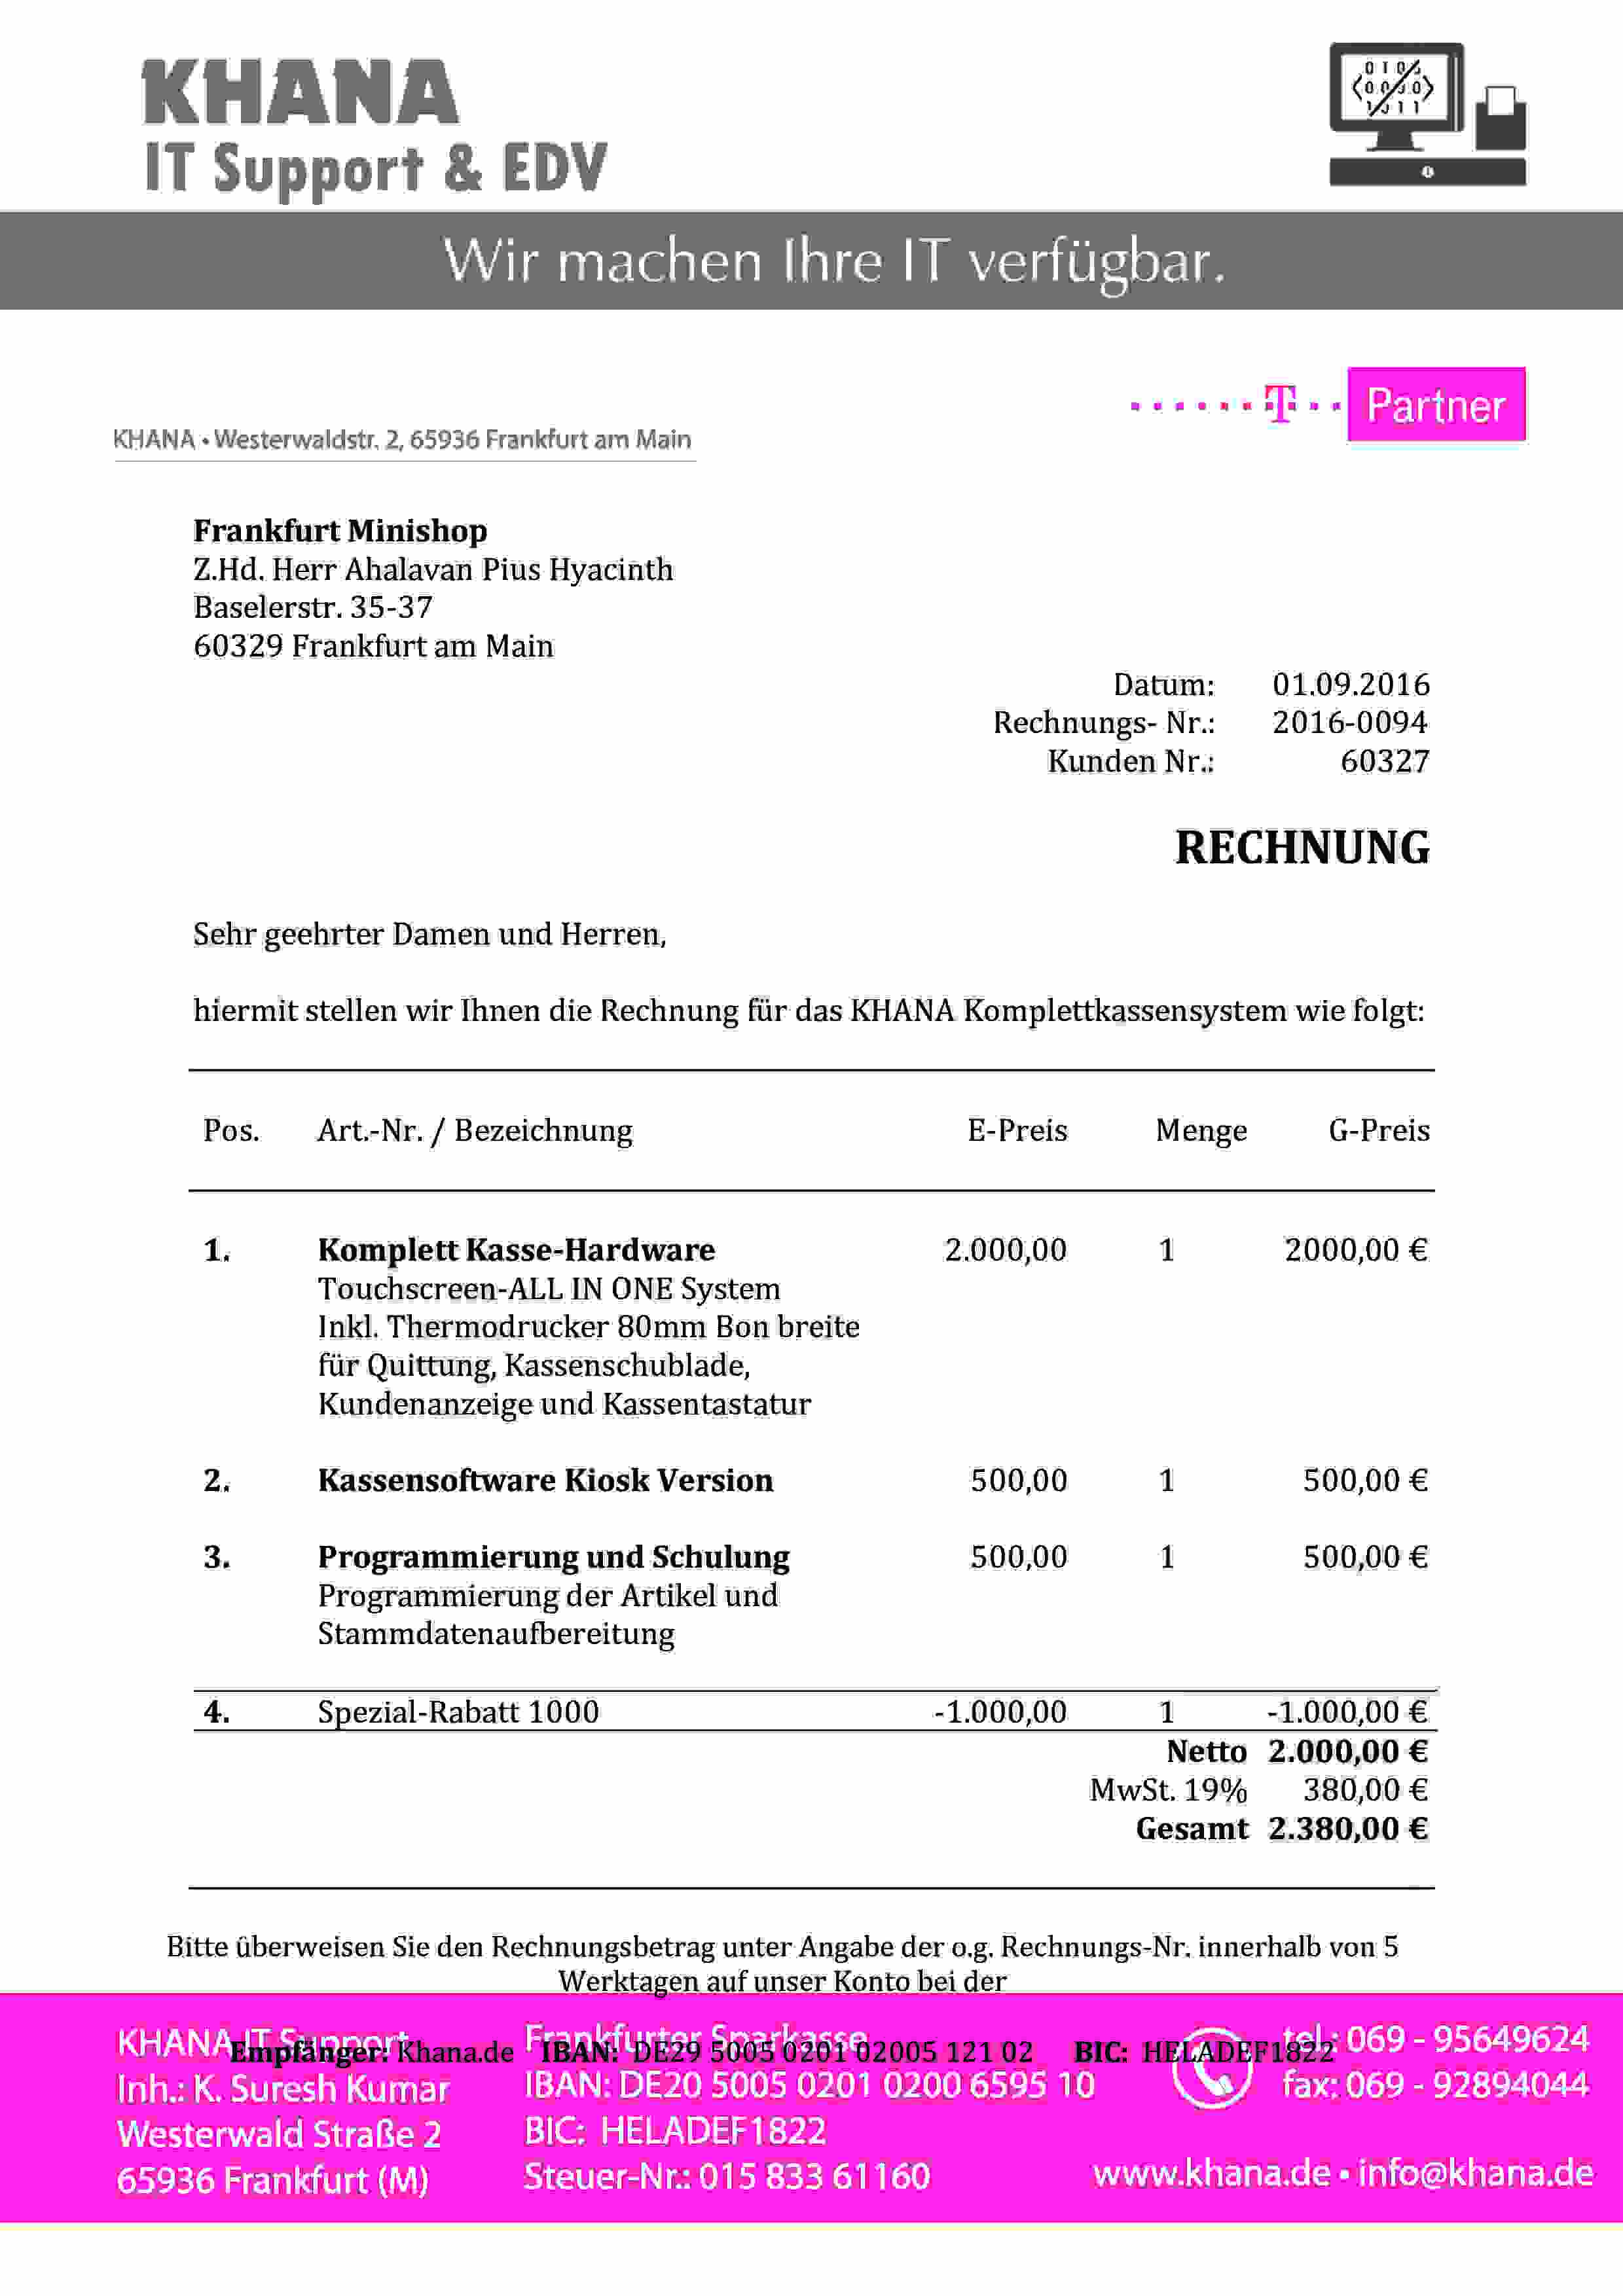 KHANA
IT Support & EDV
Wir machen Ihre IT verfügbar.
T Partner
KHANA • Westerwaldstr. 2, 65936 Frankfurt am Main
Frankfurt Minishop
Z.Hd. Herr Ahalavan Pius Hyacinth
Baselerstr. 35-37
60329 Frankfurt am Main
Datum: 01.09.2016
Rechnungs- Nr.: 2016-0094
Kunden Nr.: 60327
RECHNUNG
Sehr geehrter Damen und Herren,
hiermit stellen wir Ihnen die Rechnung für das KHANA Komplettkassensystem wie folgt:
Pos. Art.-Nr. / Bezeichnung E-Preis Menge G-Preis
1. Komplett Kasse-Hardware 2.000,00 1 2000,00 €
Touchscreen-ALL IN ONE System
Inkl. Thermodrucker 80mm Bon breite
für Quittung, Kassenschublade,
Kundenanzeige und Kassentastatur
2. Kassensoftware Kiosk Version 500,00 1 500,00 €
3. Programmierung und Schulung 500,00 1 500,00 €
Programmierung der Artikel und
Stammdatenaufbereitung
4. Spezial-Rabatt 1000 -1.000,00 1 -1.000,00 €
Netto 2.000,00 €
MwSt. 19% 380,00 €
Gesamt 2.380,00 €
Bitte überweisen Sie den Rechnungsbetrag unter Angabe der o.g. Rechnungs-Nr. innerhalb von 5
Werktagen auf unser Konto bei der
KHANA IT Support Frankfurter Sparkasse tel.: 069 - 95649624
Empfänger: Khana.de IBAN: DE29 5005 0201 02005 121 02 BIC: HELADEF1822
Inh.: K. Suresh Kumar IBAN: DE20 5005 0201 0200 6595 10 fax: 069 - 92894044
Westerwald Straße 2 BIC: HELADEF1822
65936 Frankfurt (M) Steuer-Nr.: 015 833 61160 www.khana.de • info@khana.de